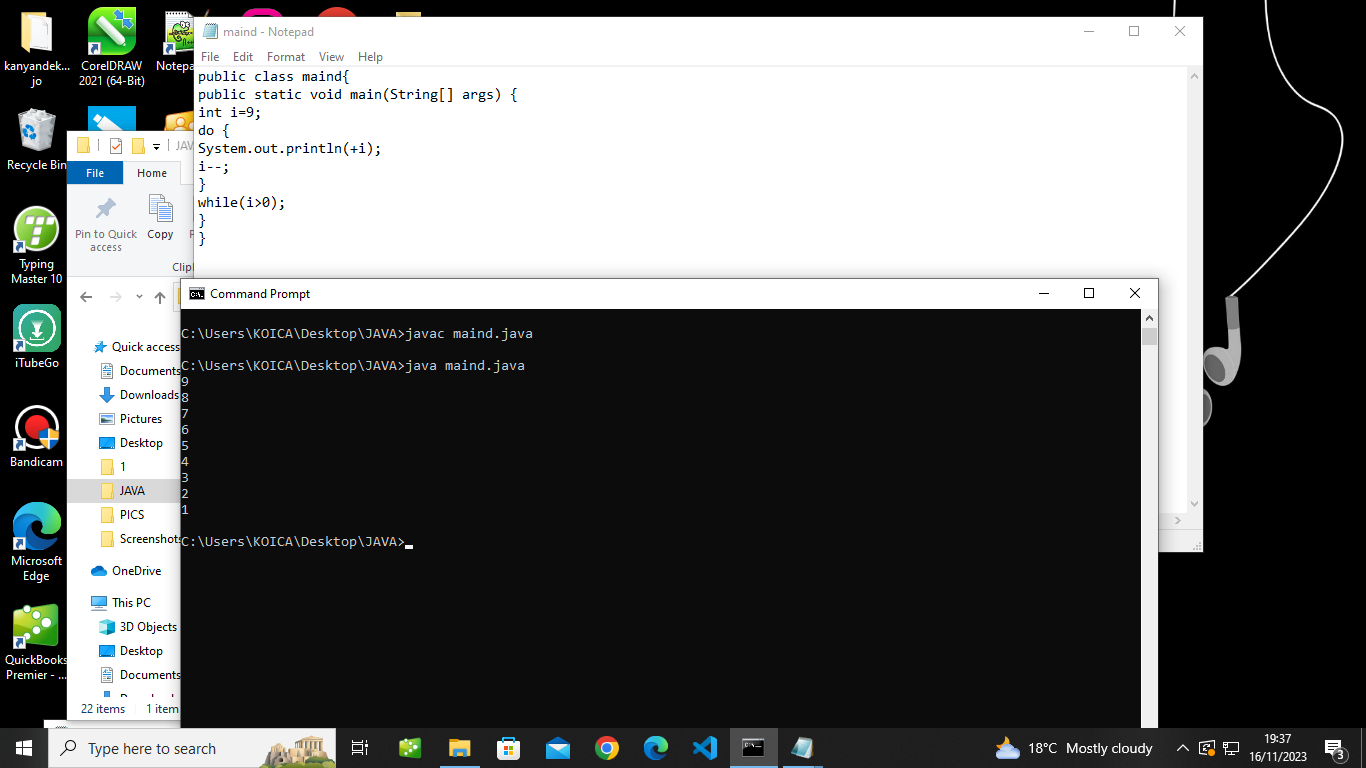 kanyandek...
jo
CorelDRAW
2021 (64-Bit)
Notepa
Recycle Bin
Typing
Master 10
iTubeGo
Bandicam
Microsoft
Edge
QuickBooks
Premier - ...
maind - Notepad
File Edit Format View Help
public class maind{
public static void main(String[] args) {
int i=9;
do {
System.out.println(+i);
i--;
}
while(i>0);
}
}
JAV
File Home
Pin to Quick
access
Copy
Clip
Quick access
Documents
Downloads
Pictures
Desktop
1
JAVA
PICS
Screenshots
OneDrive
This PC
3D Objects
Desktop
Documents
22 items 1 item
Command Prompt
C:\Users\KOICA\Desktop\JAVA>javac maind.java
C:\Users\KOICA\Desktop\JAVA>java maind.java
9
8
7
6
5
4
3
2
1
C:\Users\KOICA\Desktop\JAVA>
Type here to search
18°C Mostly cloudy
19:37
16/11/2023
3